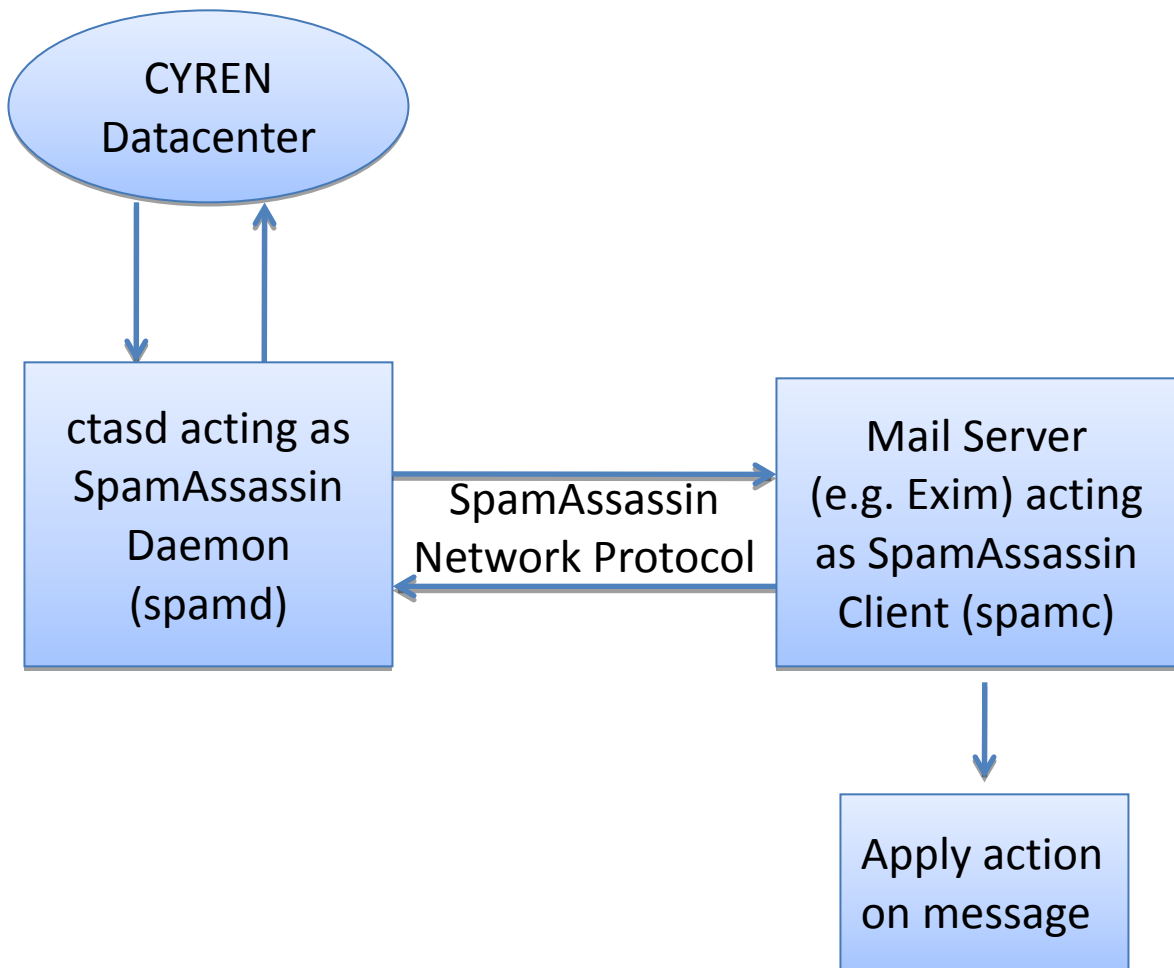 CYREN
Datacenter
ctasd acting as
SpamAssassin
Daemon
(spamd)
SpamAssassin
Network Protocol
Mail Server
(e.g. Exim) acting
as SpamAssassin
Client (spamc)
Apply action
on message